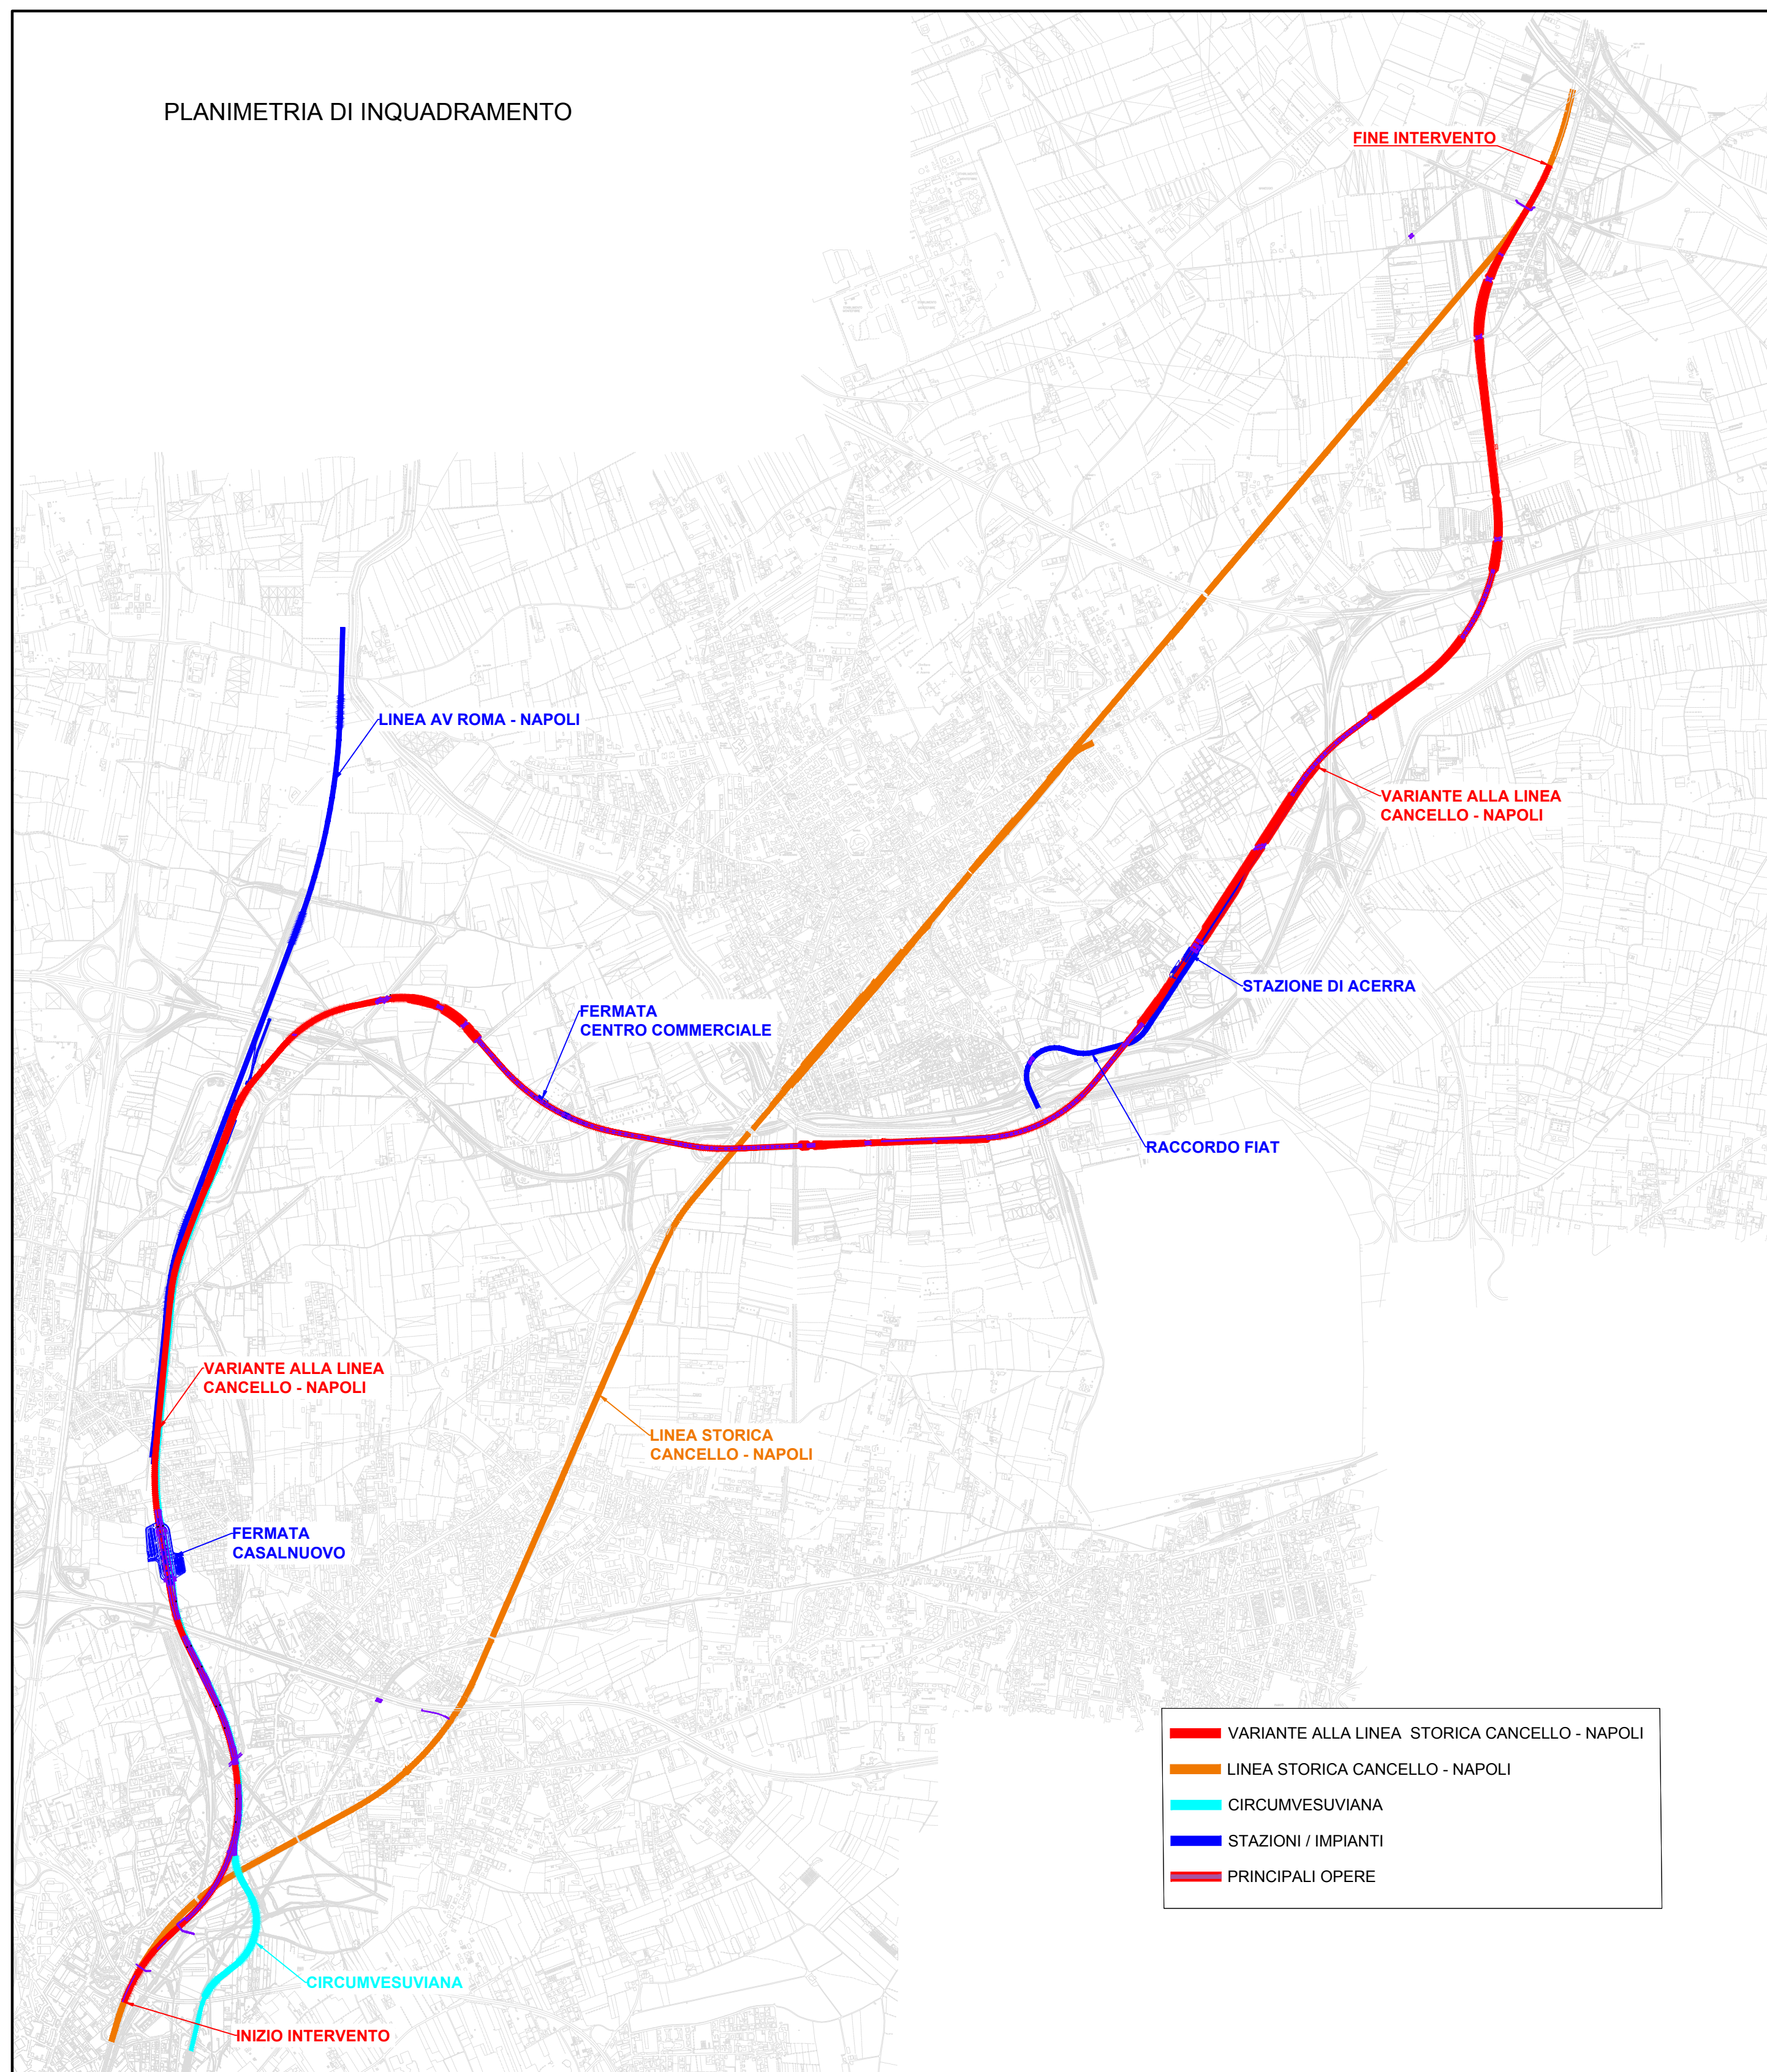 PLANIMETRIA DI INQUADRAMENTO
FINE INTERVENTO
LINEA AV ROMA - NAPOLI
VARIANTE ALLA LINEA
CANCELLO - NAPOLI
STAZIONE DI ACERRA
FERMATA
CENTRO COMMERCIALE
RACCORDO FIAT
VARIANTE ALLA LINEA
CANCELLO - NAPOLI
LINEA STORICA
CANCELLO - NAPOLI
FERMATA
CASALNUOVO
VARIANTE ALLA LINEA  STORICA CANCELLO - NAPOLI
LINEA STORICA CANCELLO - NAPOLI
CIRCUMVESUVIANA
STAZIONI / IMPIANTI
PRINCIPALI OPERE
CIRCUMVESUVIANA
INIZIO INTERVENTO